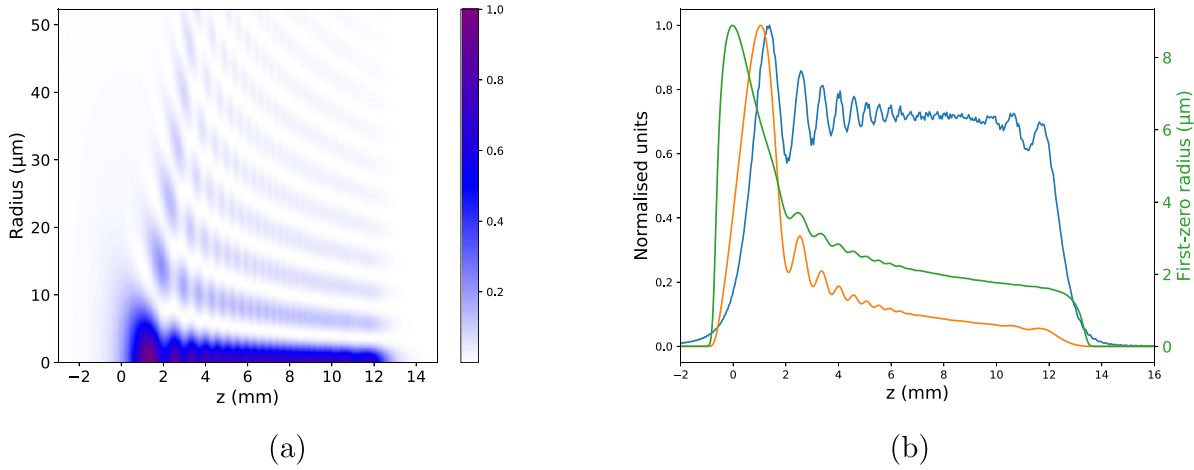 50
40
30
20
10
0
Radius (μm)
−2 0 2 4 6 8 10 12 14
z (mm)
1.0
0.8
0.6
0.4
0.2
(a)
1.0
0.8
0.6
0.4
0.2
0.0
Normalised units
−2 0 2 4 6 8 10 12 14 16
z (mm)
8
6
4
2
0
First-zero radius (μm)
(b)